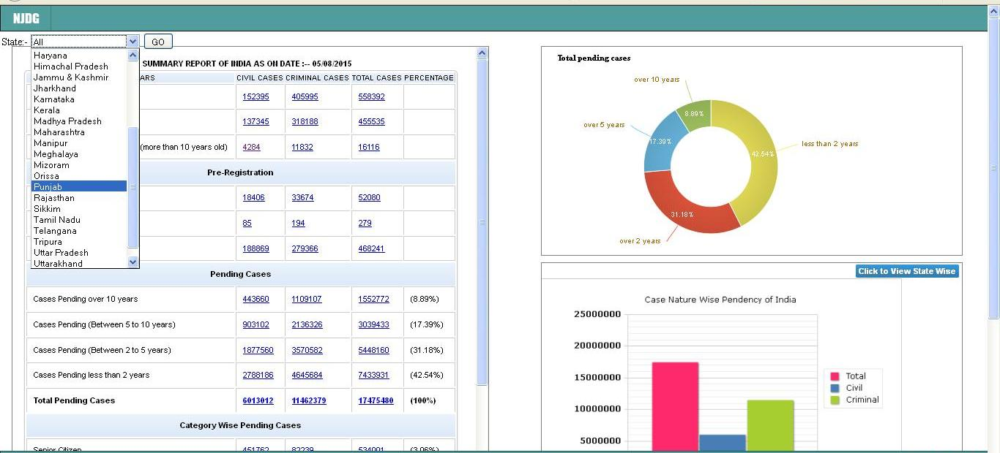 NJDG
State:- All GO
Haryana
Himachal Pradesh
Jammu & Kashmir
Jharkhand
Karnataka
Kerala
Madhya Pradesh
Maharashtra
Manipur
Meghalaya
Mizoram
Orissa
Punjab
Rajasthan
Sikkim
Tamil Nadu
Telangana
Tripura
Uttar Pradesh
Uttarakhand
SUMMARY REPORT OF INDIA AS ON DATE :-- 05/08/2015
ARS CIVIL CASES CRIMINAL CASES TOTAL CASES PERCENTAGE
152395 405995 558392
137345 318188 455535
(more than 10 years old) 4284 11832 16116
Pre-Registration
18406 33674 52080
85 194 279
188869 279366 468241
Pending Cases
Cases Pending over 10 years 443660 1109107 1552772 (8.89%)
Cases Pending (Between 5 to 10 years) 903102 2136326 3039433 (17.39%)
Cases Pending (Between 2 to 5 years) 1877560 3570582 5448160 (31.18%)
Cases Pending less than 2 years 2788186 4645684 7433931 (42.54%)
Total Pending Cases 6013012 11462379 17475480 (100%)
Category Wise Pending Cases
Senior Citizen 451762 82239 534001 (3.06%)
Total pending cases
over 10 years
8.89%
over 5 years
17.39%
less than 2 years
42.54%
31.18%
over 2 years
Click to View State Wise
Case Nature Wise Pendency of India
25000000
20000000
15000000
10000000
5000000
Total
Civil
Criminal